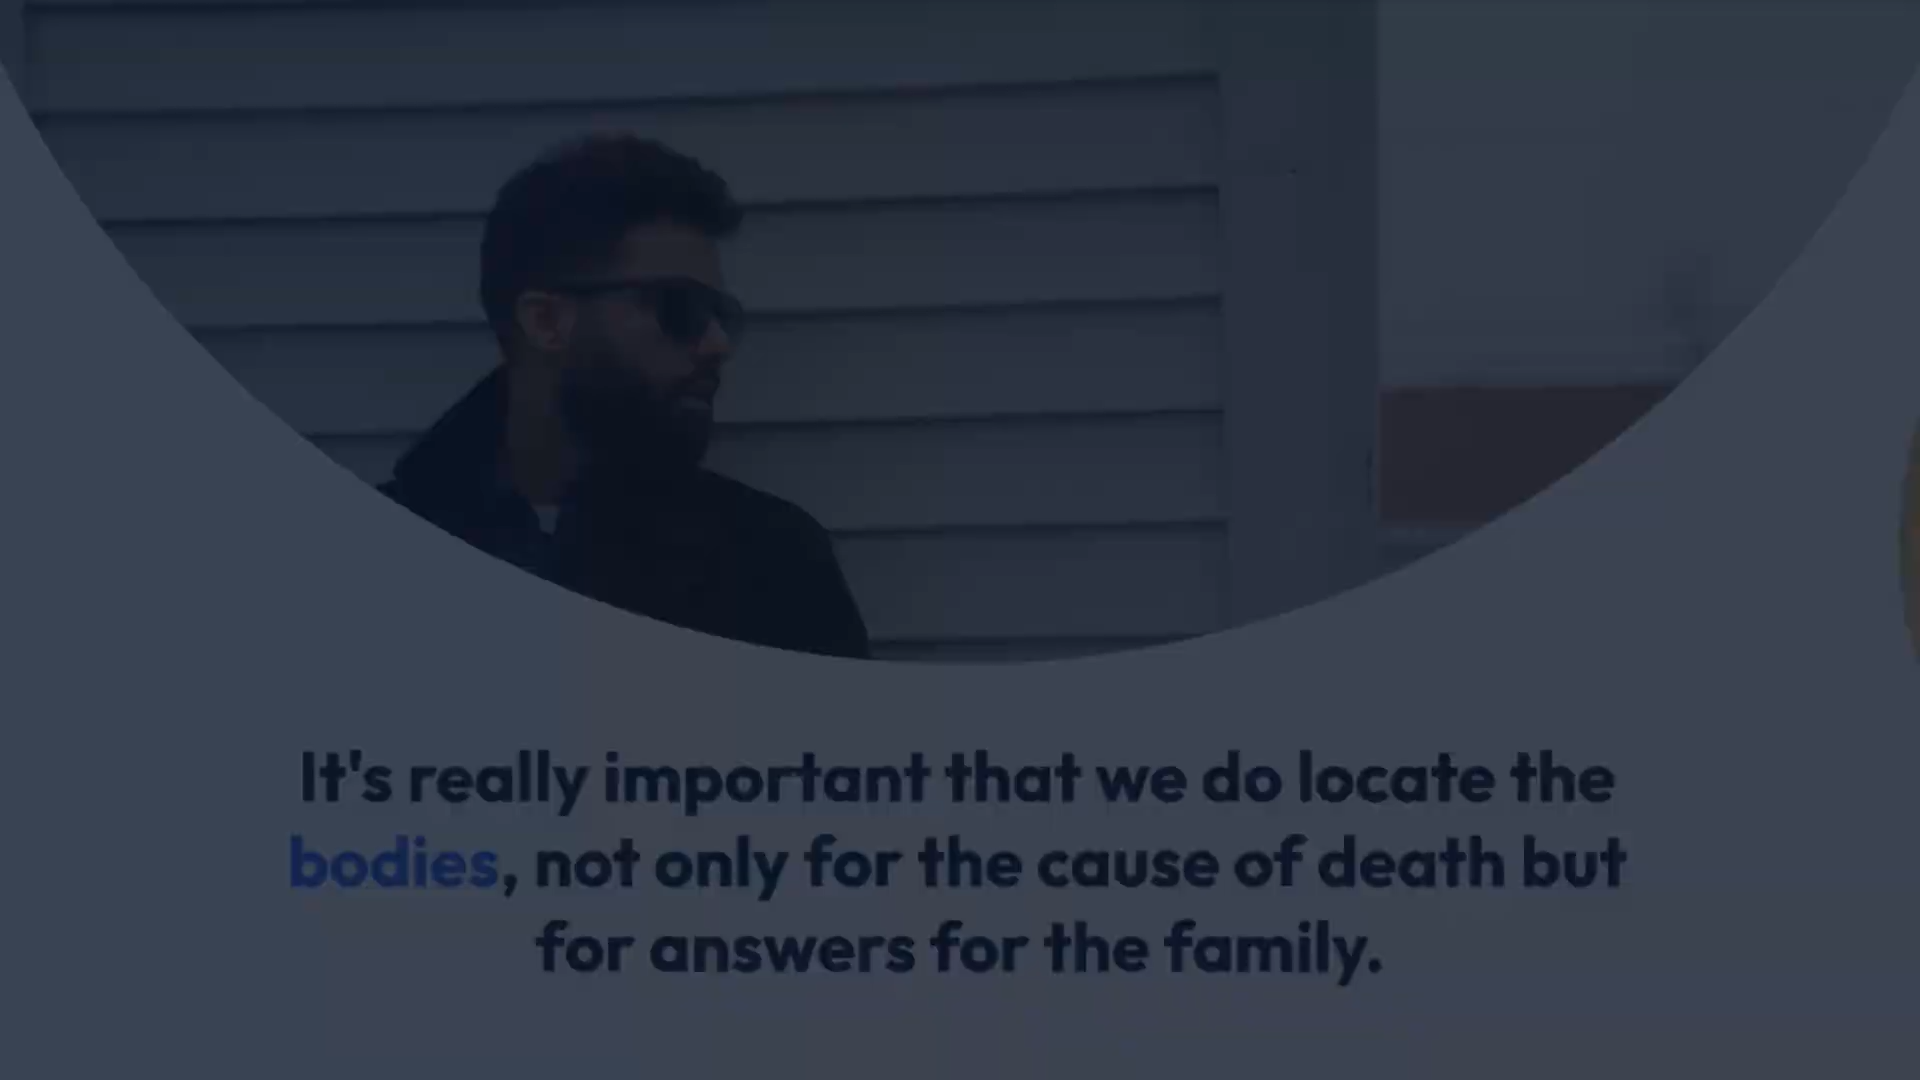 It's really important that we do locate the
bodies, not only for the cause of death but
for answers for the family.